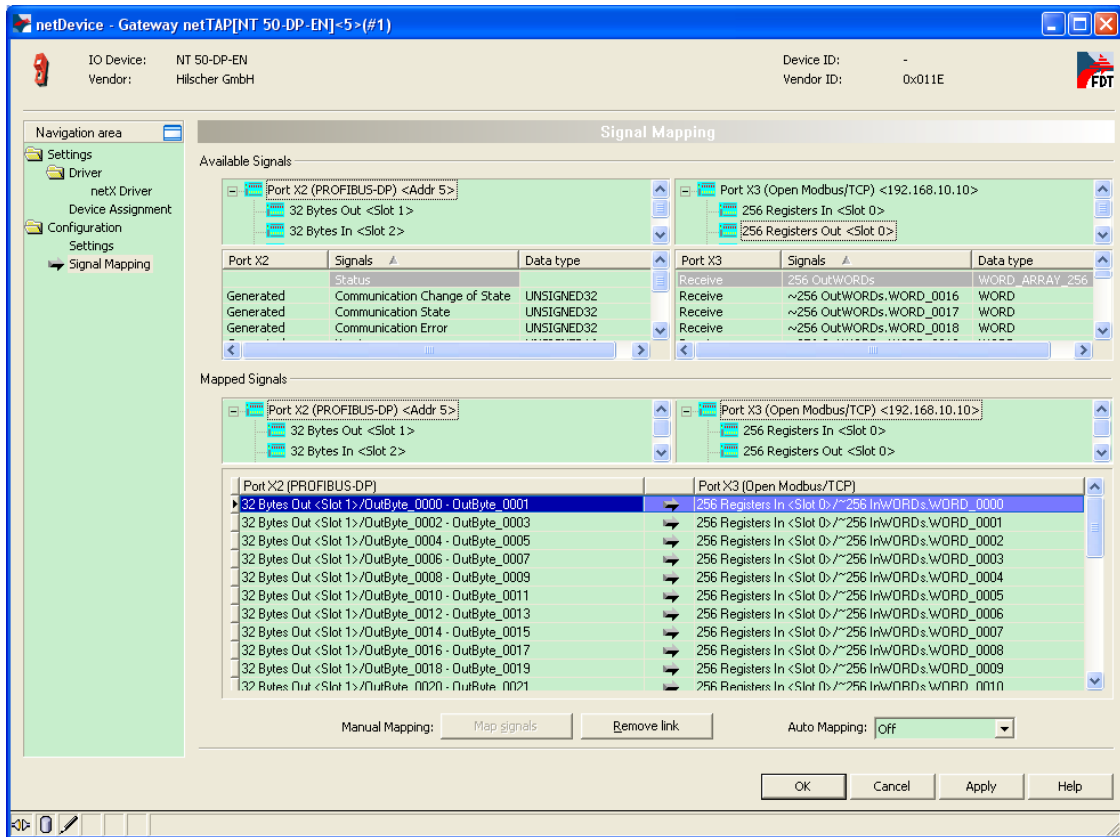 netDevice - Gateway netTAP[NT 50-DP-EN]<5>(#1)
IO Device: NT 50-DP-EN Device ID: -
Vendor: Hilscher GmbH Vendor ID: 0x011E
FDT
Navigation area
Settings
Driver
netX Driver
Device Assignment
Configuration
Settings
Signal Mapping
Signal Mapping
Available Signals
Port X2 (PROFIBUS-DP) <Addr 5>
32 Bytes Out <Slot 1>
32 Bytes In <Slot 2>
Port X3 (Open Modbus/TCP) <192.168.10.10>
256 Registers In <Slot 0>
256 Registers Out <Slot 0>
Port X2 Signals Data type
Status
Generated Communication Change of State UNSIGNED32
Generated Communication State UNSIGNED32
Generated Communication Error UNSIGNED32
Port X3 Signals Data type
Receive 256 OutWORDs WORD_ARRAY_256
Receive ~256 OutWORDs.WORD_0016 WORD
Receive ~256 OutWORDs.WORD_0017 WORD
Receive ~256 OutWORDs.WORD_0018 WORD
Mapped Signals
Port X2 (PROFIBUS-DP) <Addr 5>
32 Bytes Out <Slot 1>
32 Bytes In <Slot 2>
Port X3 (Open Modbus/TCP) <192.168.10.10>
256 Registers In <Slot 0>
256 Registers Out <Slot 0>
Port X2 (PROFIBUS-DP) Port X3 (Open Modbus/TCP)
32 Bytes Out <Slot 1>/OutByte_0000 - OutByte_0001 256 Registers In <Slot 0>/~256 InWORDs.WORD_0000
32 Bytes Out <Slot 1>/OutByte_0002 - OutByte_0003 256 Registers In <Slot 0>/~256 InWORDs.WORD_0001
32 Bytes Out <Slot 1>/OutByte_0004 - OutByte_0005 256 Registers In <Slot 0>/~256 InWORDs.WORD_0002
32 Bytes Out <Slot 1>/OutByte_0006 - OutByte_0007 256 Registers In <Slot 0>/~256 InWORDs.WORD_0003
32 Bytes Out <Slot 1>/OutByte_0008 - OutByte_0009 256 Registers In <Slot 0>/~256 InWORDs.WORD_0004
32 Bytes Out <Slot 1>/OutByte_0010 - OutByte_0011 256 Registers In <Slot 0>/~256 InWORDs.WORD_0005
32 Bytes Out <Slot 1>/OutByte_0012 - OutByte_0013 256 Registers In <Slot 0>/~256 InWORDs.WORD_0006
32 Bytes Out <Slot 1>/OutByte_0014 - OutByte_0015 256 Registers In <Slot 0>/~256 InWORDs.WORD_0007
32 Bytes Out <Slot 1>/OutByte_0016 - OutByte_0017 256 Registers In <Slot 0>/~256 InWORDs.WORD_0008
32 Bytes Out <Slot 1>/OutByte_0018 - OutByte_0019 256 Registers In <Slot 0>/~256 InWORDs.WORD_0009
32 Bytes Out <Slot 1>/OutByte_0020 - OutByte_0021 256 Registers In <Slot 0>/~256 InWORDs.WORD_0010
Manual Mapping: Map signals Remove link Auto Mapping: Off
OK Cancel Apply Help